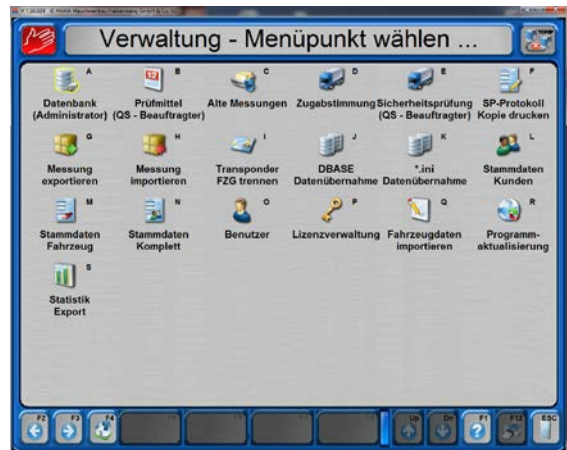 Verwaltung - Menüpunkt wählen ...
A B C D E F
Datenbank (Administrator)
Prüfmittel (QS - Beauftragter)
Alte Messungen
Zugabstimmung
Sicherheitsprüfung (QS - Beauftragter)
SP-Protokoll Kopie drucken
G H I J K L
Messung exportieren
Messung importieren
Transponder FZG trennen
DBASE Datenübernahme
*.ini Datenübernahme
Stammdaten Kunden
M N O P Q R
Stammdaten Fahrzeug
Stammdaten Komplett
Benutzer
Lizenzverwaltung
Fahrzeugdaten importieren
Programm-aktualisierung
S
Statistik Export
F2 F3 F4 Up Dn F1 F12 ESC